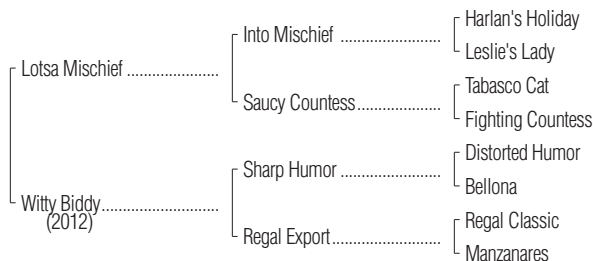 Harlan's Holiday
Into Mischief ....................
Leslie's Lady
Lotsa Mischief ....................
Tabasco Cat
Saucy Countess..................
Fighting Countess
Distorted Humor
Sharp Humor ....................
Bellona
Witty Biddy.........................
(2012)
Regal Classic
Regal Export......................
Manzanares